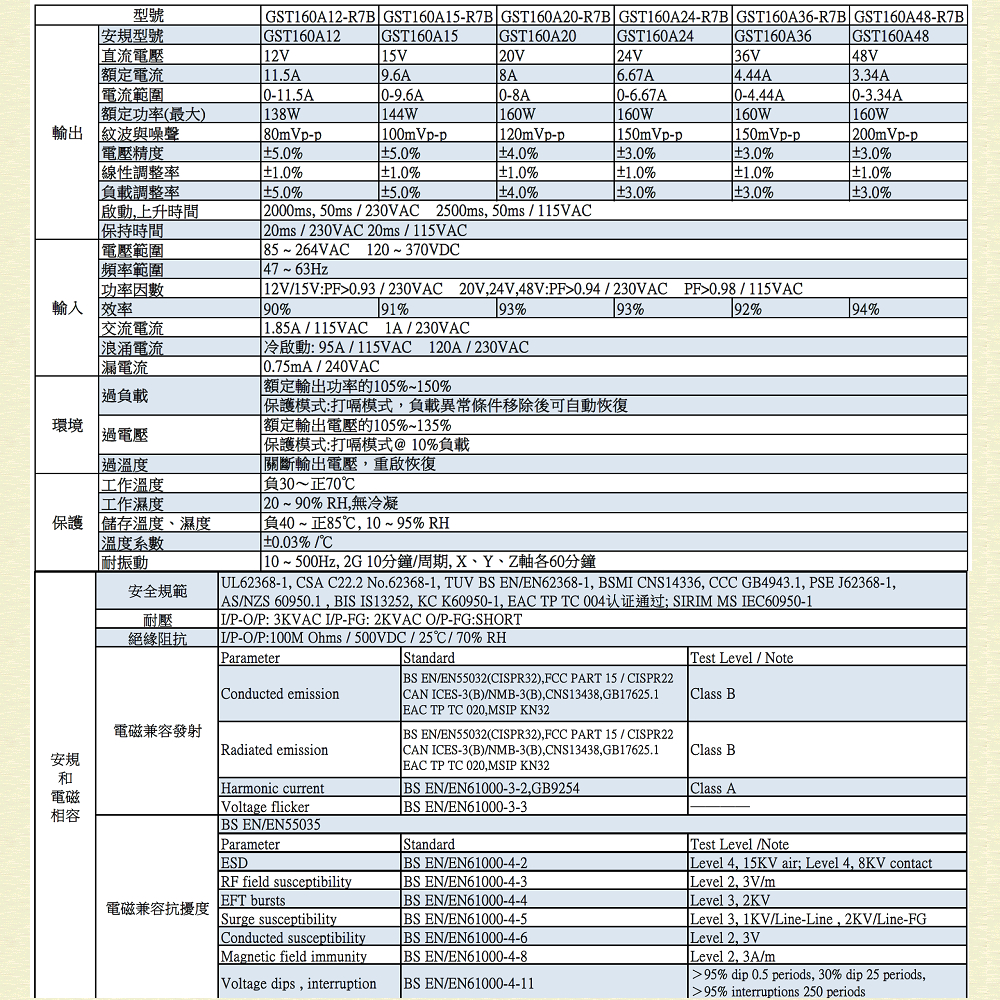 型號 GST160A12-R7B GST160A15-R7B GST160A20-R7B GST160A24-R7B GST160A36-R7B GST160A48-R7B
輸出
安規型號 GST160A12 GST160A15 GST160A20 GST160A24 GST160A36 GST160A48
直流電壓 12V 15V 20V 24V 36V 48V
額定電流 11.5A 9.6A 8A 6.67A 4.44A 3.34A
電流範圍 0-11.5A 0-9.6A 0-8A 0-6.67A 0-4.44A 0-3.34A
額定功率(最大) 138W 144W 160W 160W 160W 160W
紋波與噪聲 80mVp-p 100mVp-p 120mVp-p 150mVp-p 150mVp-p 200mVp-p
電壓精度 ±5.0% ±5.0% ±4.0% ±3.0% ±3.0% ±3.0%
線性調整率 ±1.0% ±1.0% ±1.0% ±1.0% ±1.0% ±1.0%
負載調整率 ±5.0% ±5.0% ±4.0% ±3.0% ±3.0% ±3.0%
啟動,上升時間 2000ms, 50ms / 230VAC 2500ms, 50ms / 115VAC
保持時間 20ms / 230VAC 20ms / 115VAC
輸入
電壓範圍 85 ~ 264VAC 120 ~ 370VDC
頻率範圍 47 ~ 63Hz
功率因數 12V/15V:PF>0.93 / 230VAC 20V,24V,48V:PF>0.94 / 230VAC PF>0.98 / 115VAC
效率 90% 91% 93% 93% 92% 94%
交流電流 1.85A / 115VAC 1A / 230VAC
浪涌電流 冷啟動: 95A / 115VAC 120A / 230VAC
漏電流 0.75mA / 240VAC
環境
過負載 額定輸出功率的105%~150%
保護模式:打嗝模式，負載異常條件移除後可自動恢復
過電壓 額定輸出電壓的105%~135%
保護模式:打嗝模式@ 10%負載
過溫度 關斷輸出電壓，重啟恢復
保護
工作溫度 負30～正70℃
工作濕度 20 ~ 90% RH,無冷凝
儲存溫度、濕度 負40 ~ 正85℃, 10 ~ 95% RH
溫度系數 ±0.03% /℃
耐振動 10 ~ 500Hz, 2G 10分鐘/周期, X、Y、Z軸各60分鐘
安規
和
電磁
相容
安全規範 UL62368-1, CSA C22.2 No.62368-1, TUV BS EN/EN62368-1, BSMI CNS14336, CCC GB4943.1, PSE J62368-1,
AS/NZS 60950.1 , BIS IS13252, KC K60950-1, EAC TP TC 004认证通过; SIRIM MS IEC60950-1
耐壓 I/P-O/P: 3KVAC I/P-FG: 2KVAC O/P-FG:SHORT
絕緣阻抗 I/P-O/P:100M Ohms / 500VDC / 25℃/ 70% RH
電磁兼容發射
Parameter Standard Test Level / Note
Conducted emission BS EN/EN55032(CISPR32),FCC PART 15 / CISPR22
CAN ICES-3(B)/NMB-3(B),CNS13438,GB17625.1
EAC TP TC 020,MSIP KN32
Class B
Radiated emission BS EN/EN55032(CISPR32),FCC PART 15 / CISPR22
CAN ICES-3(B)/NMB-3(B),CNS13438,GB17625.1
EAC TP TC 020,MSIP KN32
Class B
Harmonic current BS EN/EN61000-3-2,GB9254 Class A
Voltage flicker BS EN/EN61000-3-3 ————
電磁兼容抗擾度
BS EN/EN55035
Parameter Standard Test Level /Note
ESD BS EN/EN61000-4-2 Level 4, 15KV air; Level 4, 8KV contact
RF field susceptibility BS EN/EN61000-4-3 Level 2, 3V/m
EFT bursts BS EN/EN61000-4-4 Level 3, 2KV
Surge susceptibility BS EN/EN61000-4-5 Level 3, 1KV/Line-Line , 2KV/Line-FG
Conducted susceptibility BS EN/EN61000-4-6 Level 2, 3V
Magnetic field immunity BS EN/EN61000-4-8 Level 2, 3A/m
Voltage dips , interruption BS EN/EN61000-4-11 ＞95% dip 0.5 periods, 30% dip 25 periods,
＞95% interruptions 250 periods